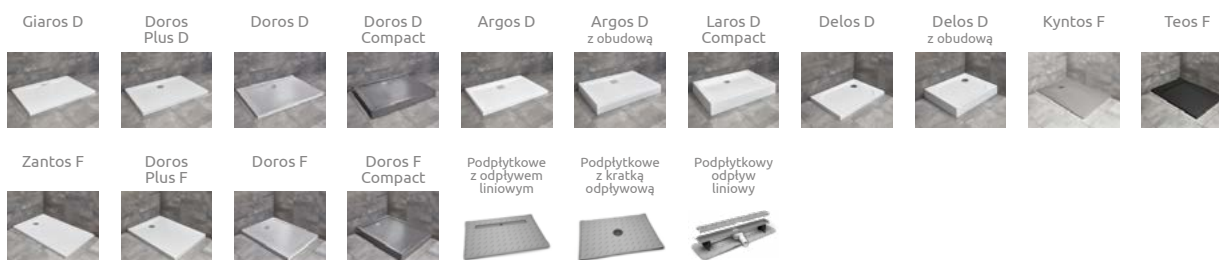 Giaros D
Doros
Plus D
Doros D
Doros D
Compact
Argos D
Argos D
z obudową
Laros D
Compact
Delos D
Delos D
z obudową
Kyntos F
Teos F
Zantos F
Doros
Plus F
Doros F
Doros F
Compact
Podpłytkowe
z odpływem
liniowym
Podpłytkowe
z kratką
odpływową
Podpłytkowy
odpływ
liniowy